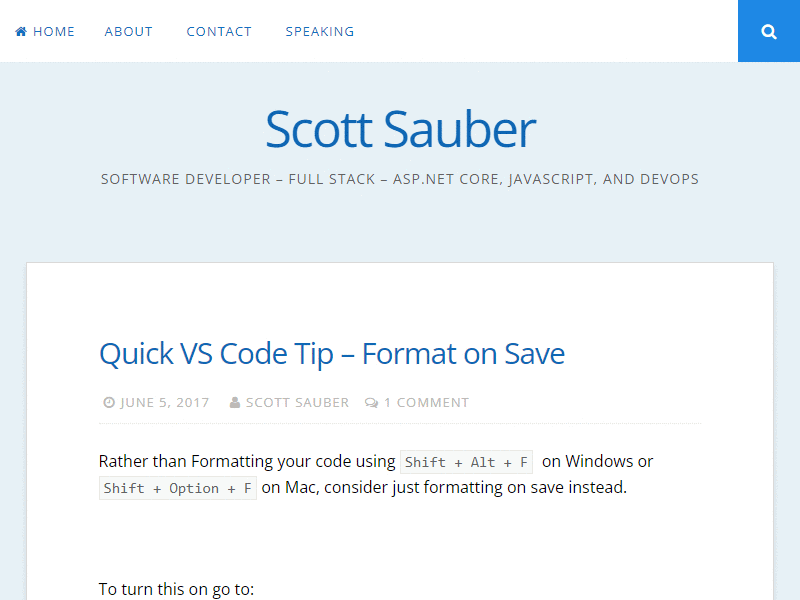 HOME ABOUT CONTACT SPEAKING
Scott Sauber
SOFTWARE DEVELOPER – FULL STACK – ASP.NET CORE, JAVASCRIPT, AND DEVOPS
Quick VS Code Tip – Format on Save
JUNE 5, 2017 SCOTT SAUBER 1 COMMENT
Rather than Formatting your code using Shift + Alt + F on Windows or
Shift + Option + F on Mac, consider just formatting on save instead.
To turn this on go to: